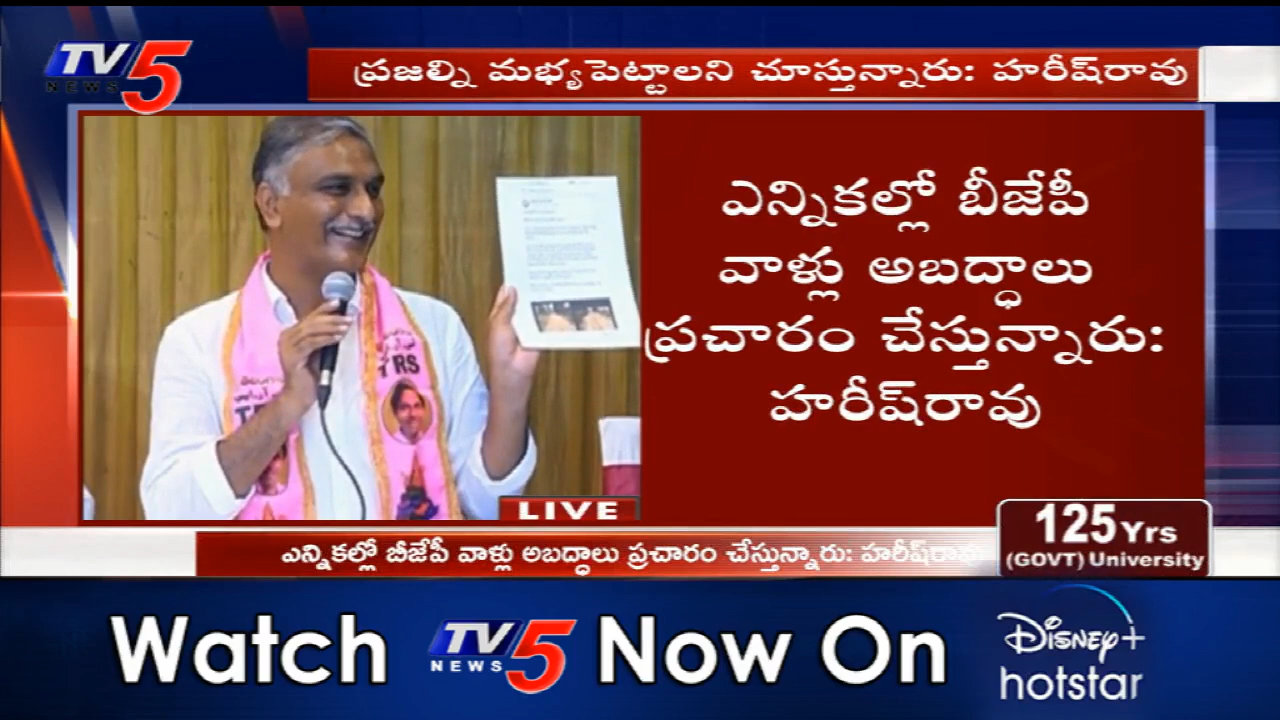 TV5
NEWS
ప్రజల్ని మభ్యపెట్టాలని చూస్తున్నారు: హరీష్‌రావు
ఎన్నికల్లో బీజేపీ
వాళ్లు అబద్ధాలు
ప్రచారం చేస్తున్నారు:
హరీష్‌రావు
TRS
LIVE
ఎన్నికల్లో బీజేపీ వాళ్లు అబద్ధాలు ప్రచారం చేస్తున్నారు: హరీష్‌రావు
125Yrs
(GOVT) University
Watch TV5 NEWS Now On Disney+ hotstar